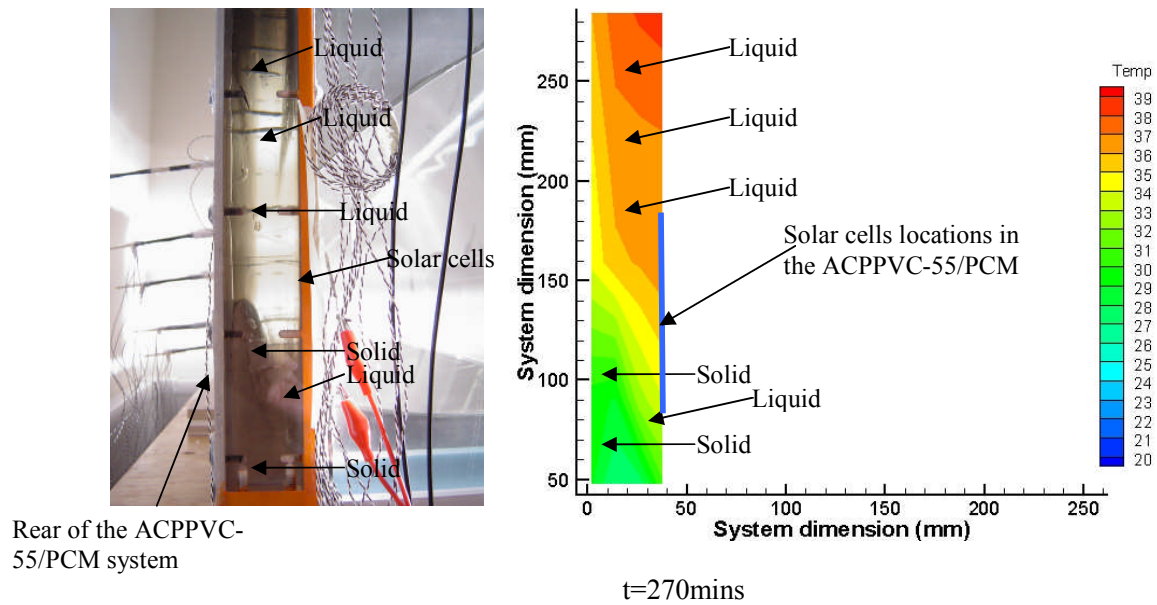 Liquid
Liquid
Liquid
Solar cells
Solid
Liquid
Solid
Rear of the ACPPVC-
55/PCM system
System dimension (mm)
250
200
150
100
50
0
50
100
150
200
250
System dimension (mm)
Liquid
Liquid
Liquid
Solar cells locations in
the ACPPVC-55/PCM
Solid
Liquid
Solid
Temp
39
38
37
36
35
34
33
32
31
30
29
28
27
26
25
24
23
22
21
20
t=270mins